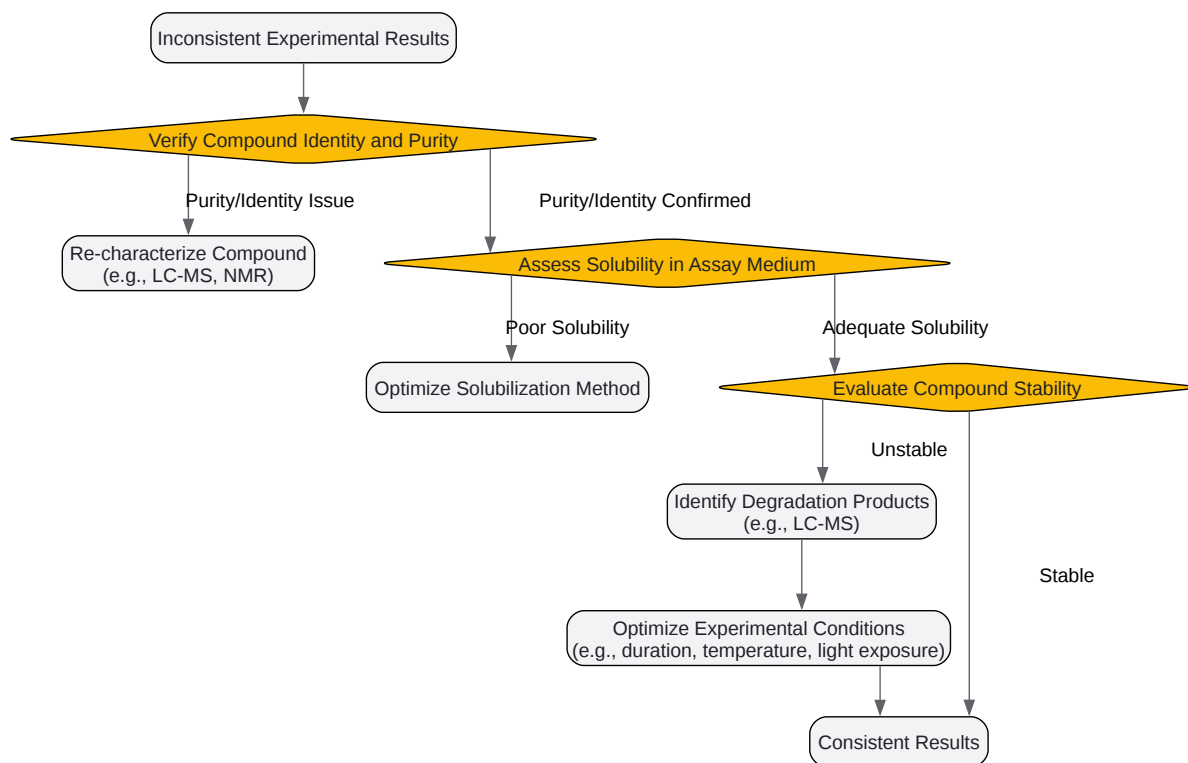 Inconsistent Experimental Results
Verify Compound Identity and Purity
Purity/Identity Issue
Purity/Identity Confirmed
Re-characterize Compound
(e.g., LC-MS, NMR)
Assess Solubility in Assay Medium
Poor Solubility
Adequate Solubility
Optimize Solubilization Method
Evaluate Compound Stability
Unstable
Identify Degradation Products
(e.g., LC-MS)
Stable
Optimize Experimental Conditions
(e.g., duration, temperature, light exposure)
Consistent Results